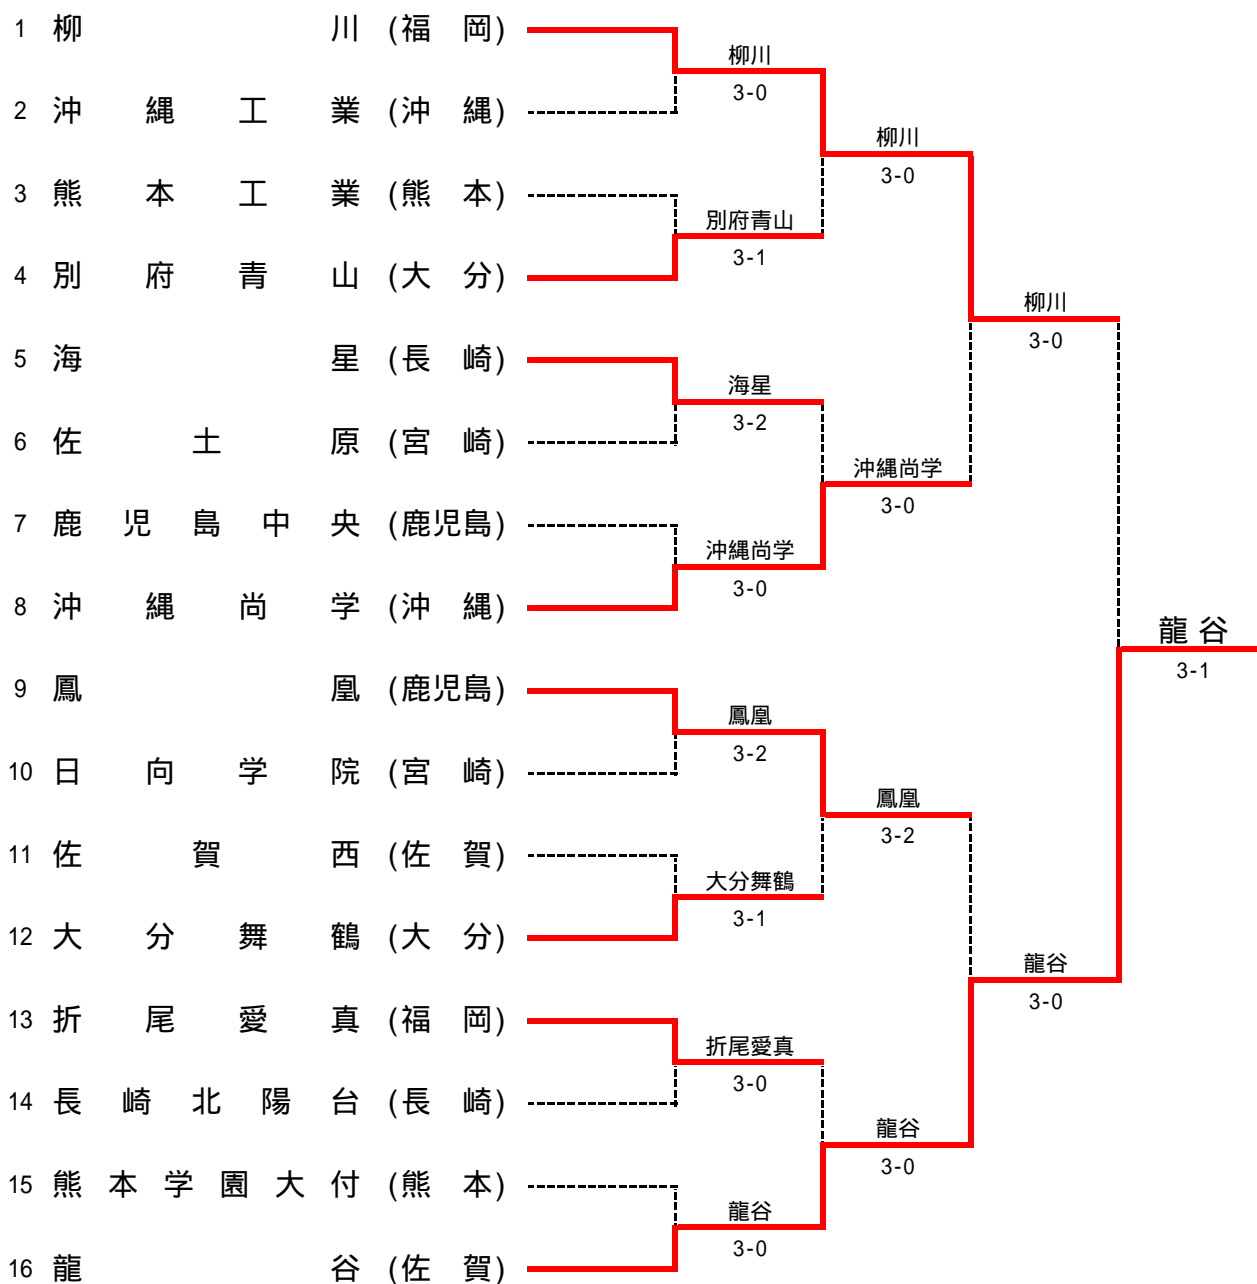 1 柳川 (福岡)
柳川
3-0
2 沖縄工業 (沖縄)
柳川
3-0
3 熊本工業 (熊本)
別府青山
3-1
4 別府青山 (大分)
柳川
3-0
5 海星 (長崎)
海星
3-2
6 佐土原 (宮崎)
沖縄尚学
3-0
7 鹿児島中央 (鹿児島)
沖縄尚学
3-0
8 沖縄尚学 (沖縄)
龍谷
3-1
9 鳳凰 (鹿児島)
鳳凰
3-2
10 日向学院 (宮崎)
鳳凰
3-2
11 佐賀西 (佐賀)
大分舞鶴
3-1
12 大分舞鶴 (大分)
龍谷
3-0
13 折尾愛真 (福岡)
折尾愛真
3-0
14 長崎北陽台 (長崎)
龍谷
3-0
15 熊本学園大付 (熊本)
龍谷
3-0
16 龍谷 (佐賀)